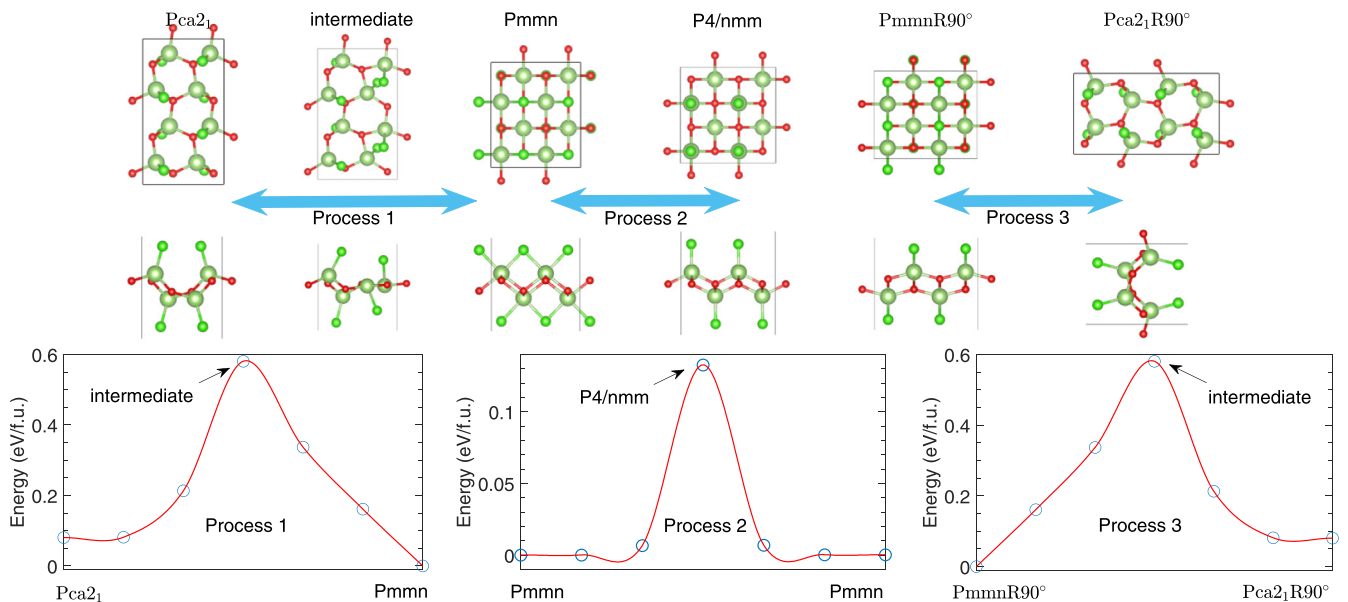 Pca2₁ intermediate Pmmn P4/nmm PmmnR90° Pca2₁R90°
Process 1 Process 2 Process 3
0.6
0.4
0.2
0
Energy (eV/f.u.)
intermediate
Process 1
Pca2₁ Pmmn
0.1
0.05
0
Energy (eV/f.u.)
P4/nmm
Process 2
Pmmn Pmmn
0.6
0.4
0.2
0
Energy (eV/f.u.)
intermediate
Process 3
PmmnR90° Pca2₁R90°